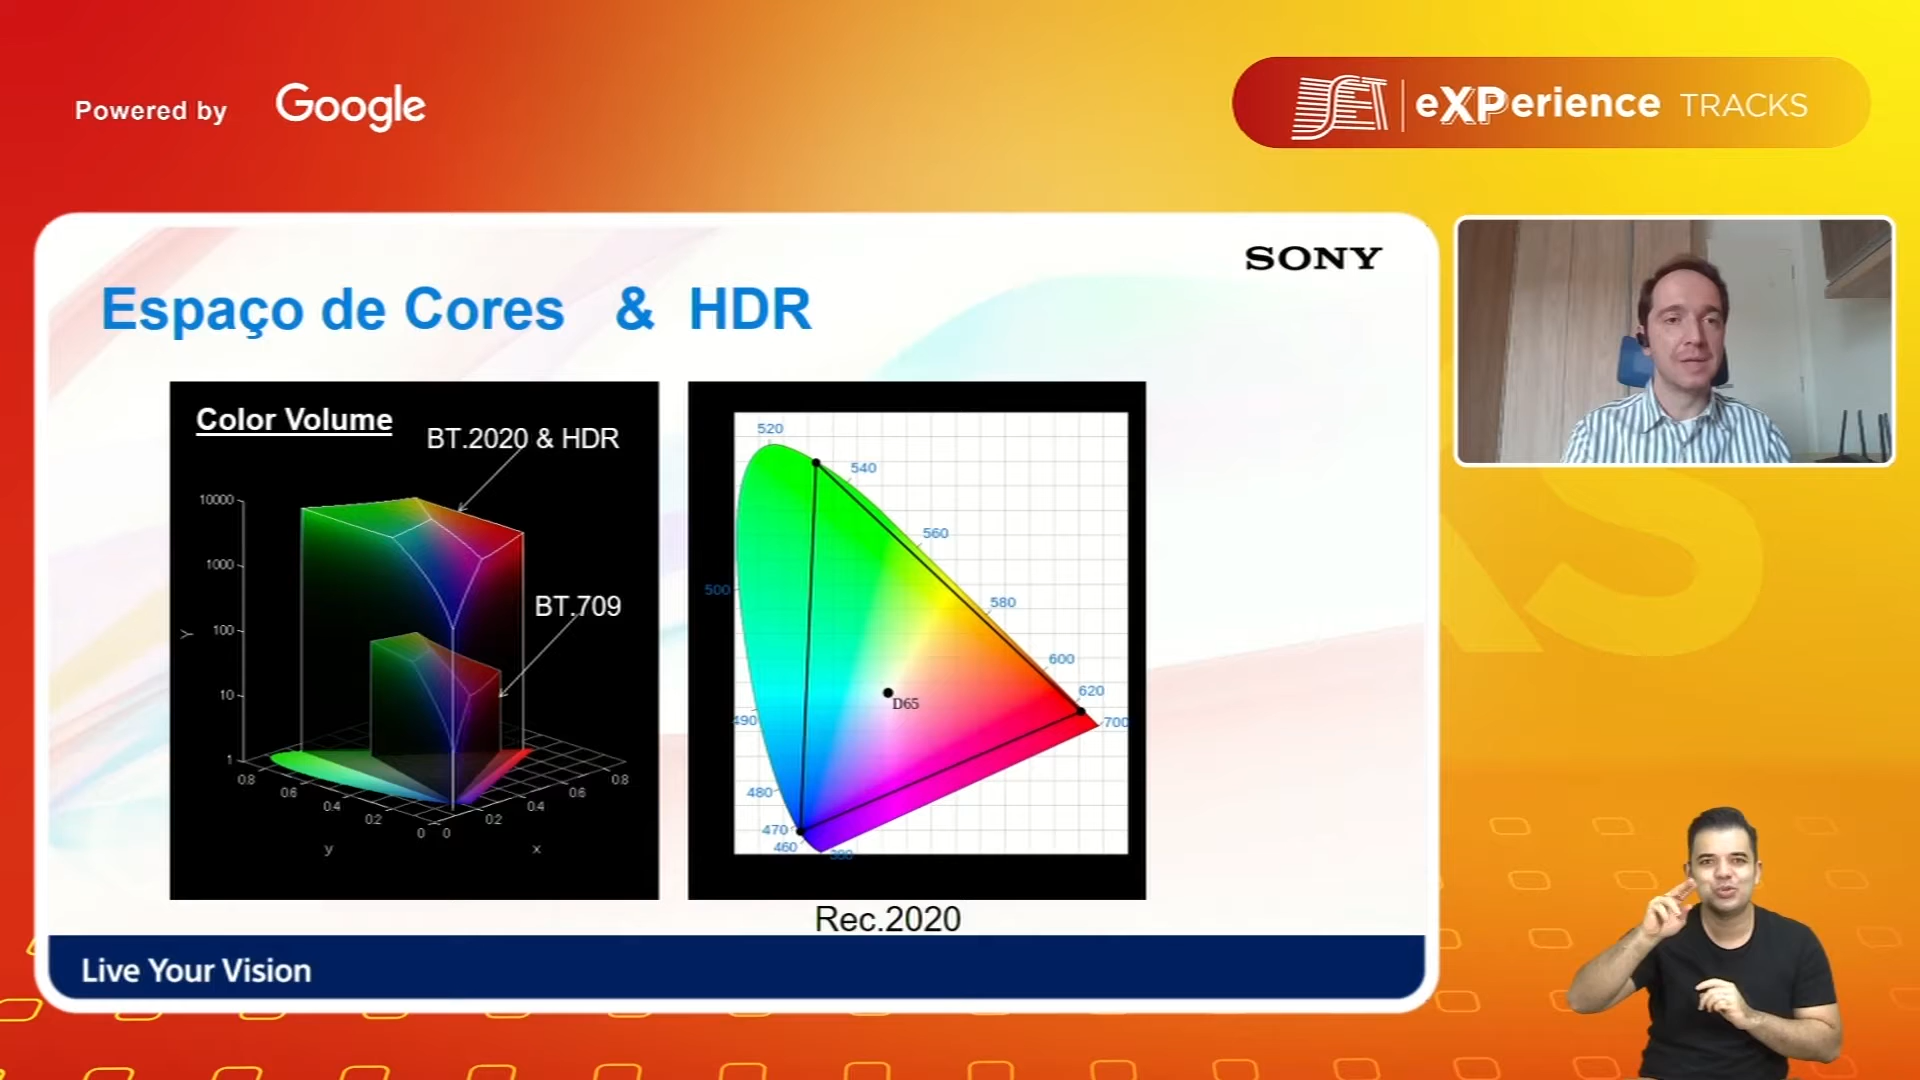 Powered by Google
SET eXPerience TRACKS
SONY
Espaço de Cores & HDR
Color Volume
BT.2020 & HDR
BT.709
10000
1000
100
10
1
Y
0.8
0.6
0.4
0.2
0
0
0.2
0.4
0.6
0.8
y
x
520
540
560
500
580
600
620
D65
490
700
480
470
460
380
Rec.2020
Live Your Vision
AS